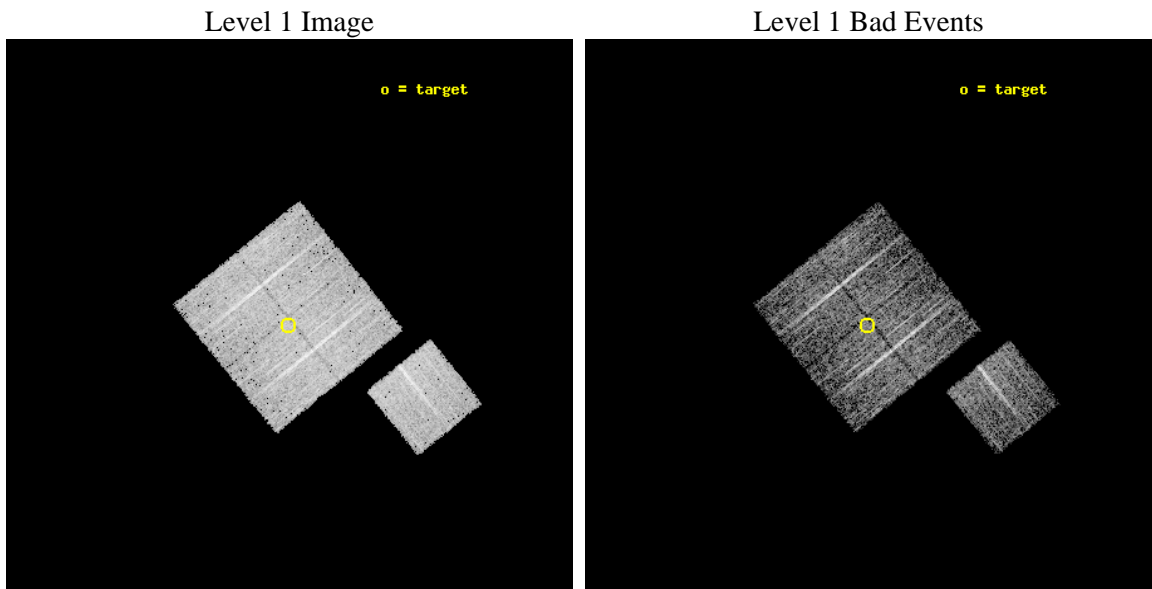 Level 1 Image
Level 1 Bad Events
o = target
o = target